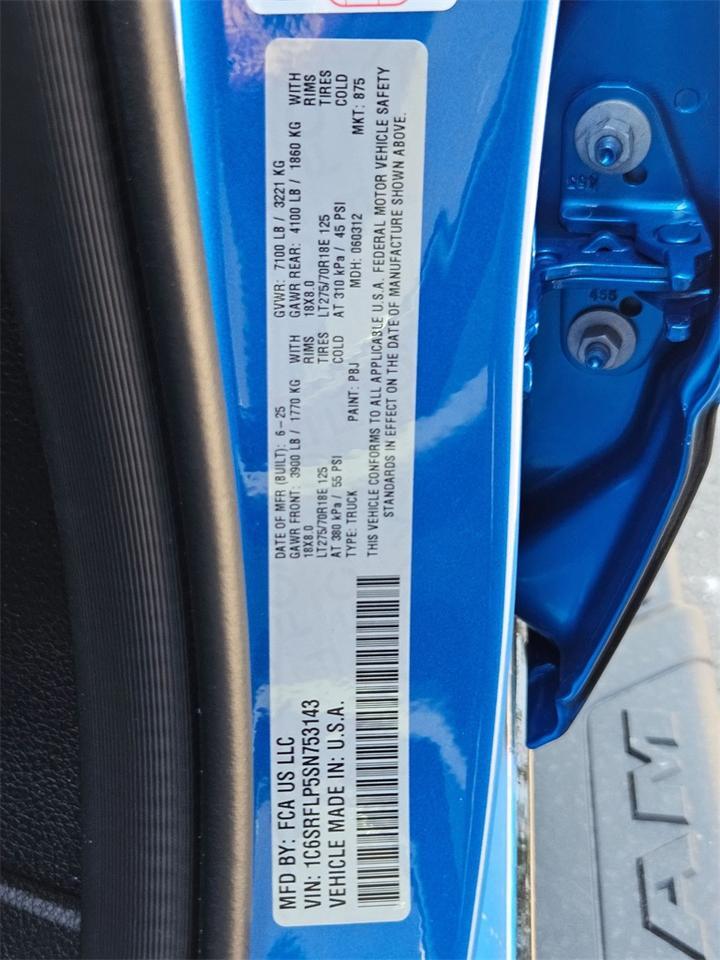 MFD BY: FCA US LLC
VIN: 1C6SRFLP5SN753143
VEHICLE MADE IN: U.S.A.
DATE OF MFR (BUILT): 6-25 GVWR: 7100 LB / 3221 KG
GAWR FRONT: 3900 LB / 1770 KG WITH GAWR REAR: 4100 LB / 1860 KG WITH
18X8.0 RIMS 18X8.0 RIMS
LT275/70R18E 125 TIRES LT275/70R18E 125 TIRES
AT 380 kPa / 55 PSI COLD AT 310 kPa / 45 PSI COLD
TYPE: TRUCK PAINT: PBJ MDH: 060312 MKT: 875
THIS VEHICLE CONFORMS TO ALL APPLICABLE U.S.A. FEDERAL MOTOR VEHICLE SAFETY
STANDARDS IN EFFECT ON THE DATE OF MANUFACTURE SHOWN ABOVE.
455
455
AM